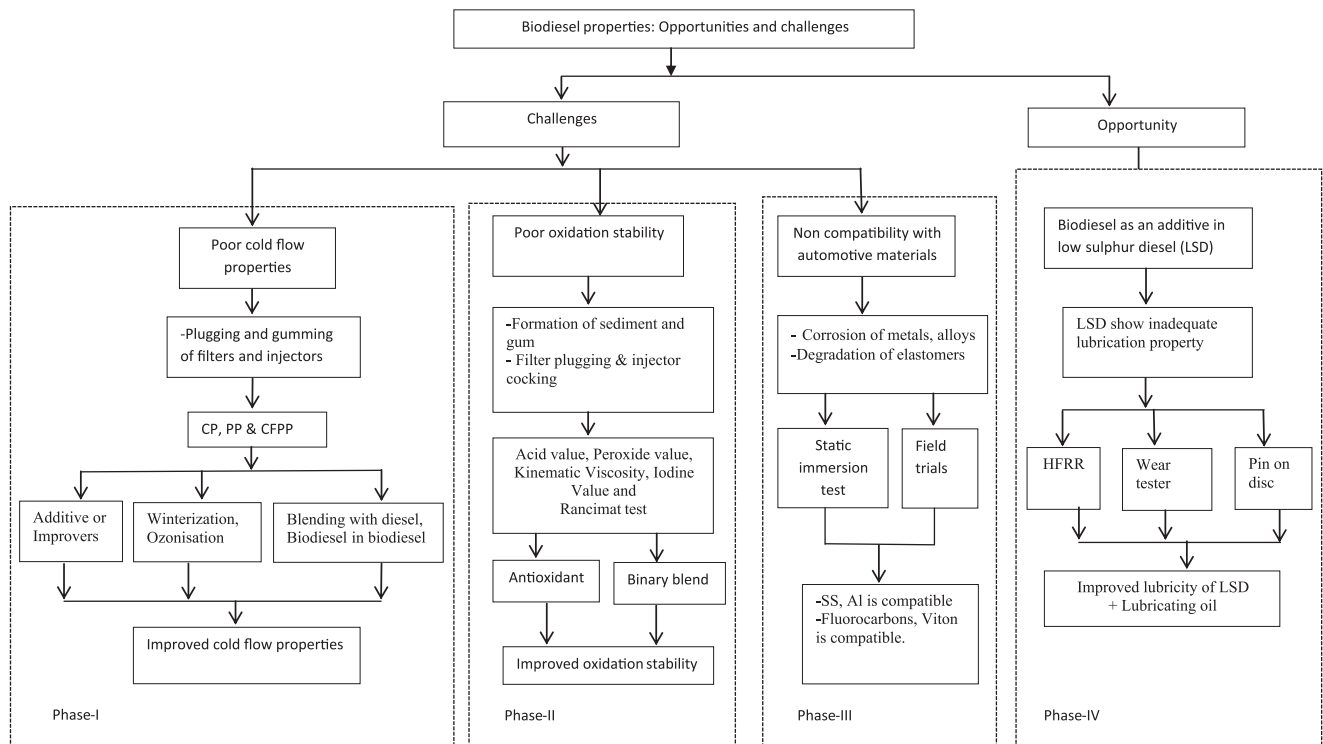 Biodiesel properties: Opportunities and challenges
Challenges
Opportunity
Poor cold flow
properties
-Plugging and gumming
of filters and injectors
CP, PP & CFPP
Additive or
Improvers
Winterization,
Ozonisation
Blending with diesel,
Biodiesel in biodiesel
Improved cold flow properties
Phase-I
Poor oxidation stability
-Formation of sediment and
gum
- Filter plugging & injector
cocking
Acid value, Peroxide value,
Kinematic Viscosity, Iodine
Value and
Rancimat test
Antioxidant
Binary blend
Improved oxidation stability
Phase-II
Non compatibility with
automotive materials
- Corrosion of metals, alloys
-Degradation of elastomers
Static
immersion
test
Field
trials
-SS, Al is compatible
-Fluorocarbons, Viton
is compatible.
Phase-III
Biodiesel as an additive in
low sulphur diesel (LSD)
LSD show inadequate
lubrication property
HFRR
Wear
tester
Pin on
disc
Improved lubricity of LSD
+ Lubricating oil
Phase-IV